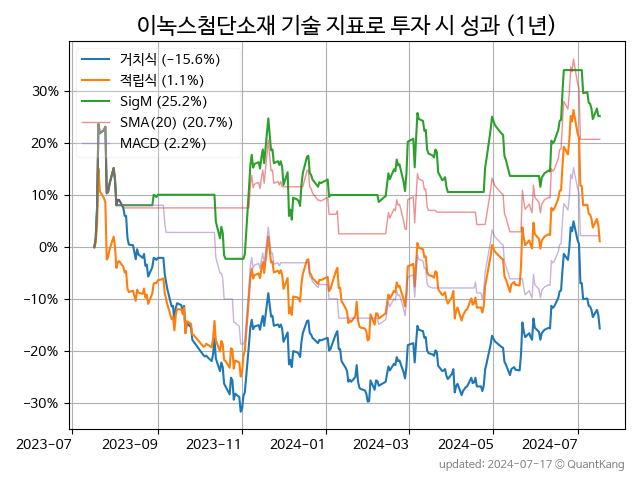 이녹스첨단소재 기술 지표로 투자 시 성과 (1년)
거치식 (-15.6%)
적립식 (1.1%)
SigM (25.2%)
SMA(20) (20.7%)
MACD (2.2%)
30%
20%
10%
0%
−10%
−20%
−30%
2023-07 2023-09 2023-11 2024-01 2024-03 2024-05 2024-07
updated: 2024-07-17 © QuantKang